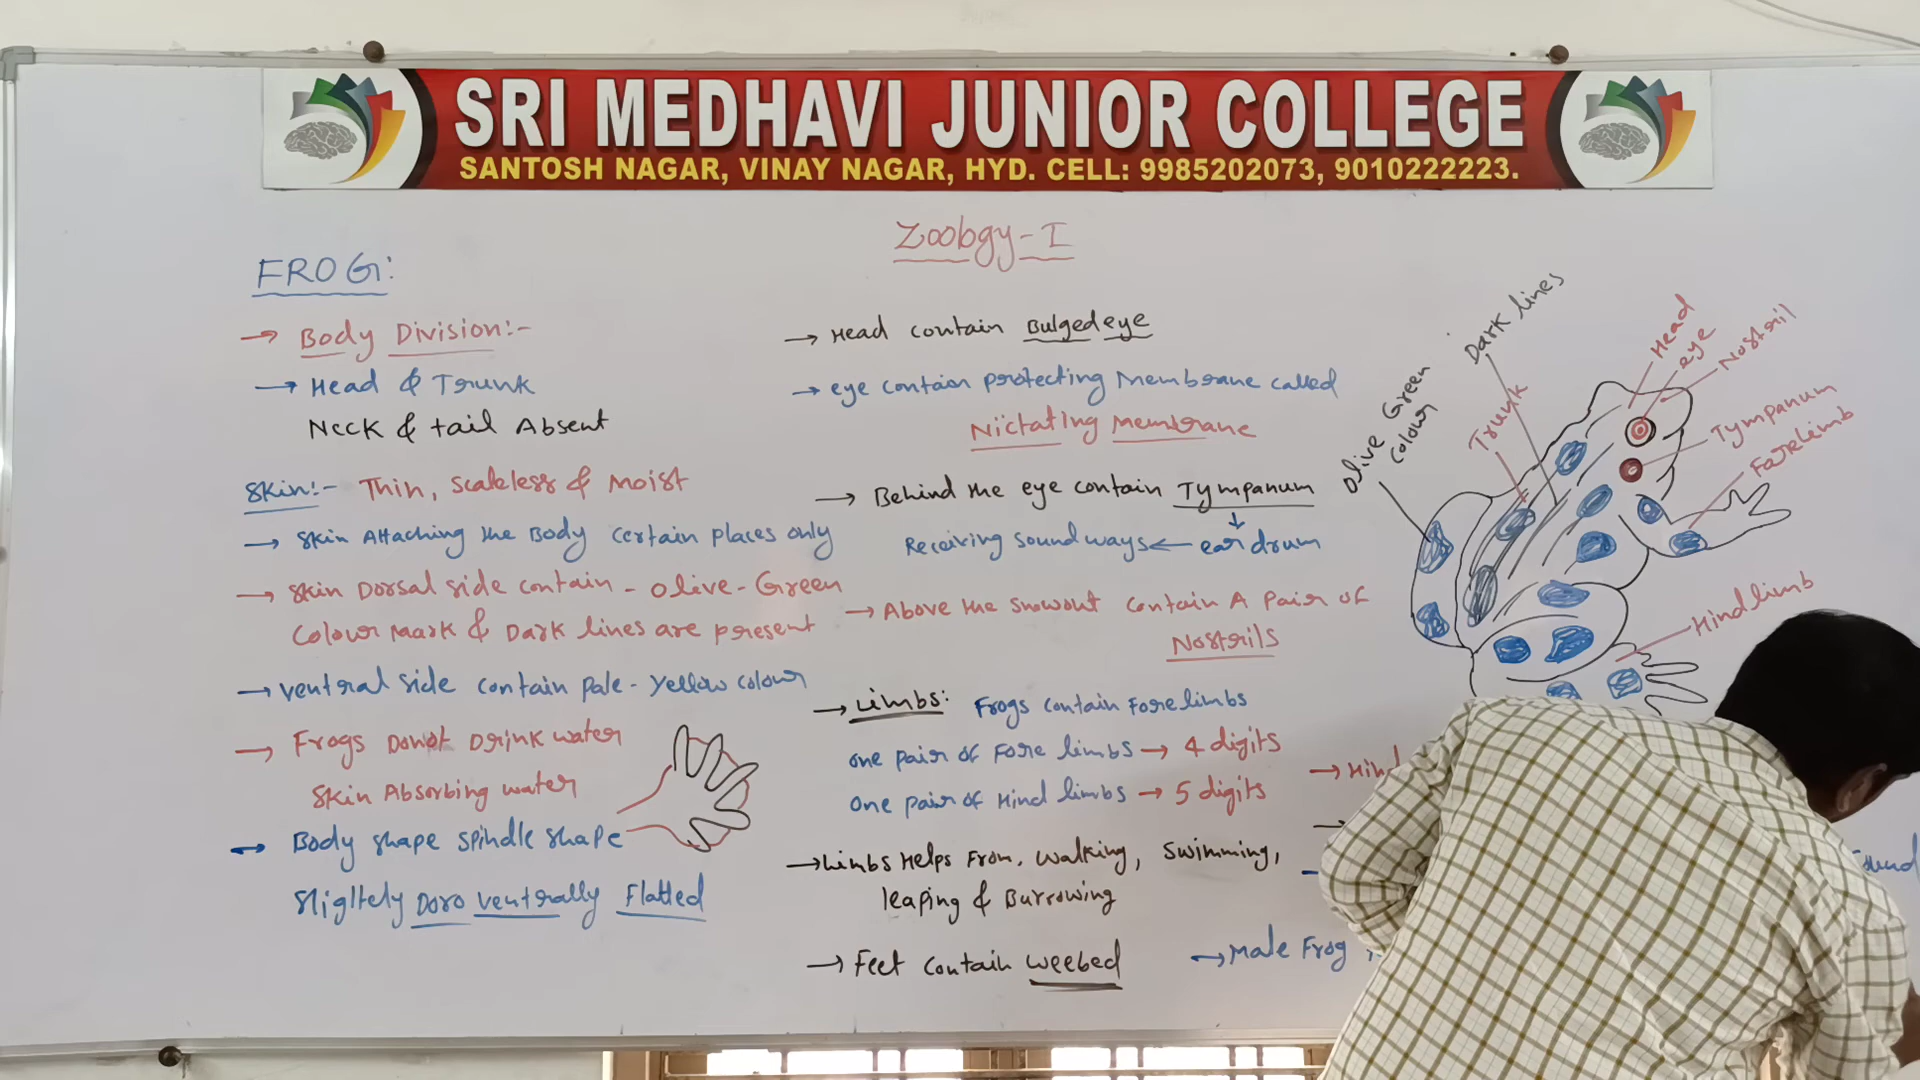 SRI MEDHAVI JUNIOR COLLEGE
SANTOSH NAGAR, VINAY NAGAR, HYD. CELL: 9985202073, 9010222223.
Zoology-I
FROG:
→ Body Division:-
→ Head & Trunk
Neck & tail Absent
Skin:- Thin, Scaleless & Moist
→ Skin Attaching the Body certain places only
→ Skin Dorsal side contain - olive-Green
Colour Mark & Dark lines are present
→ ventral side contain pale-yellow colour
→ Frogs Donot Drink water
Skin Absorbing water
→ Body shape spindle shape
Sligltely Doro ventrally Flatted
→ Head contain Bulgedeye
→ eye contain protecting Membrane called
Nictating Membrane
→ Behind the eye contain Tympanum
↓
Receiving soundways ← ear drum
→ Above the snowout contain A pair of
Nostrils
→ Limbs: Frogs contain Forelimbs
one pair of Fore limbs → 4 digits
One pair of Hind limbs → 5 digits
→ Limbs Helps From, walking, Swimming,
leaping & Burrowing
→ Feet contain weebed
→ Hind
→ Male Frog
Olive Green
Colour
Dark lines
Trunk
Head
eye
Nostril
Tympanum
Forelimb
Hind limb